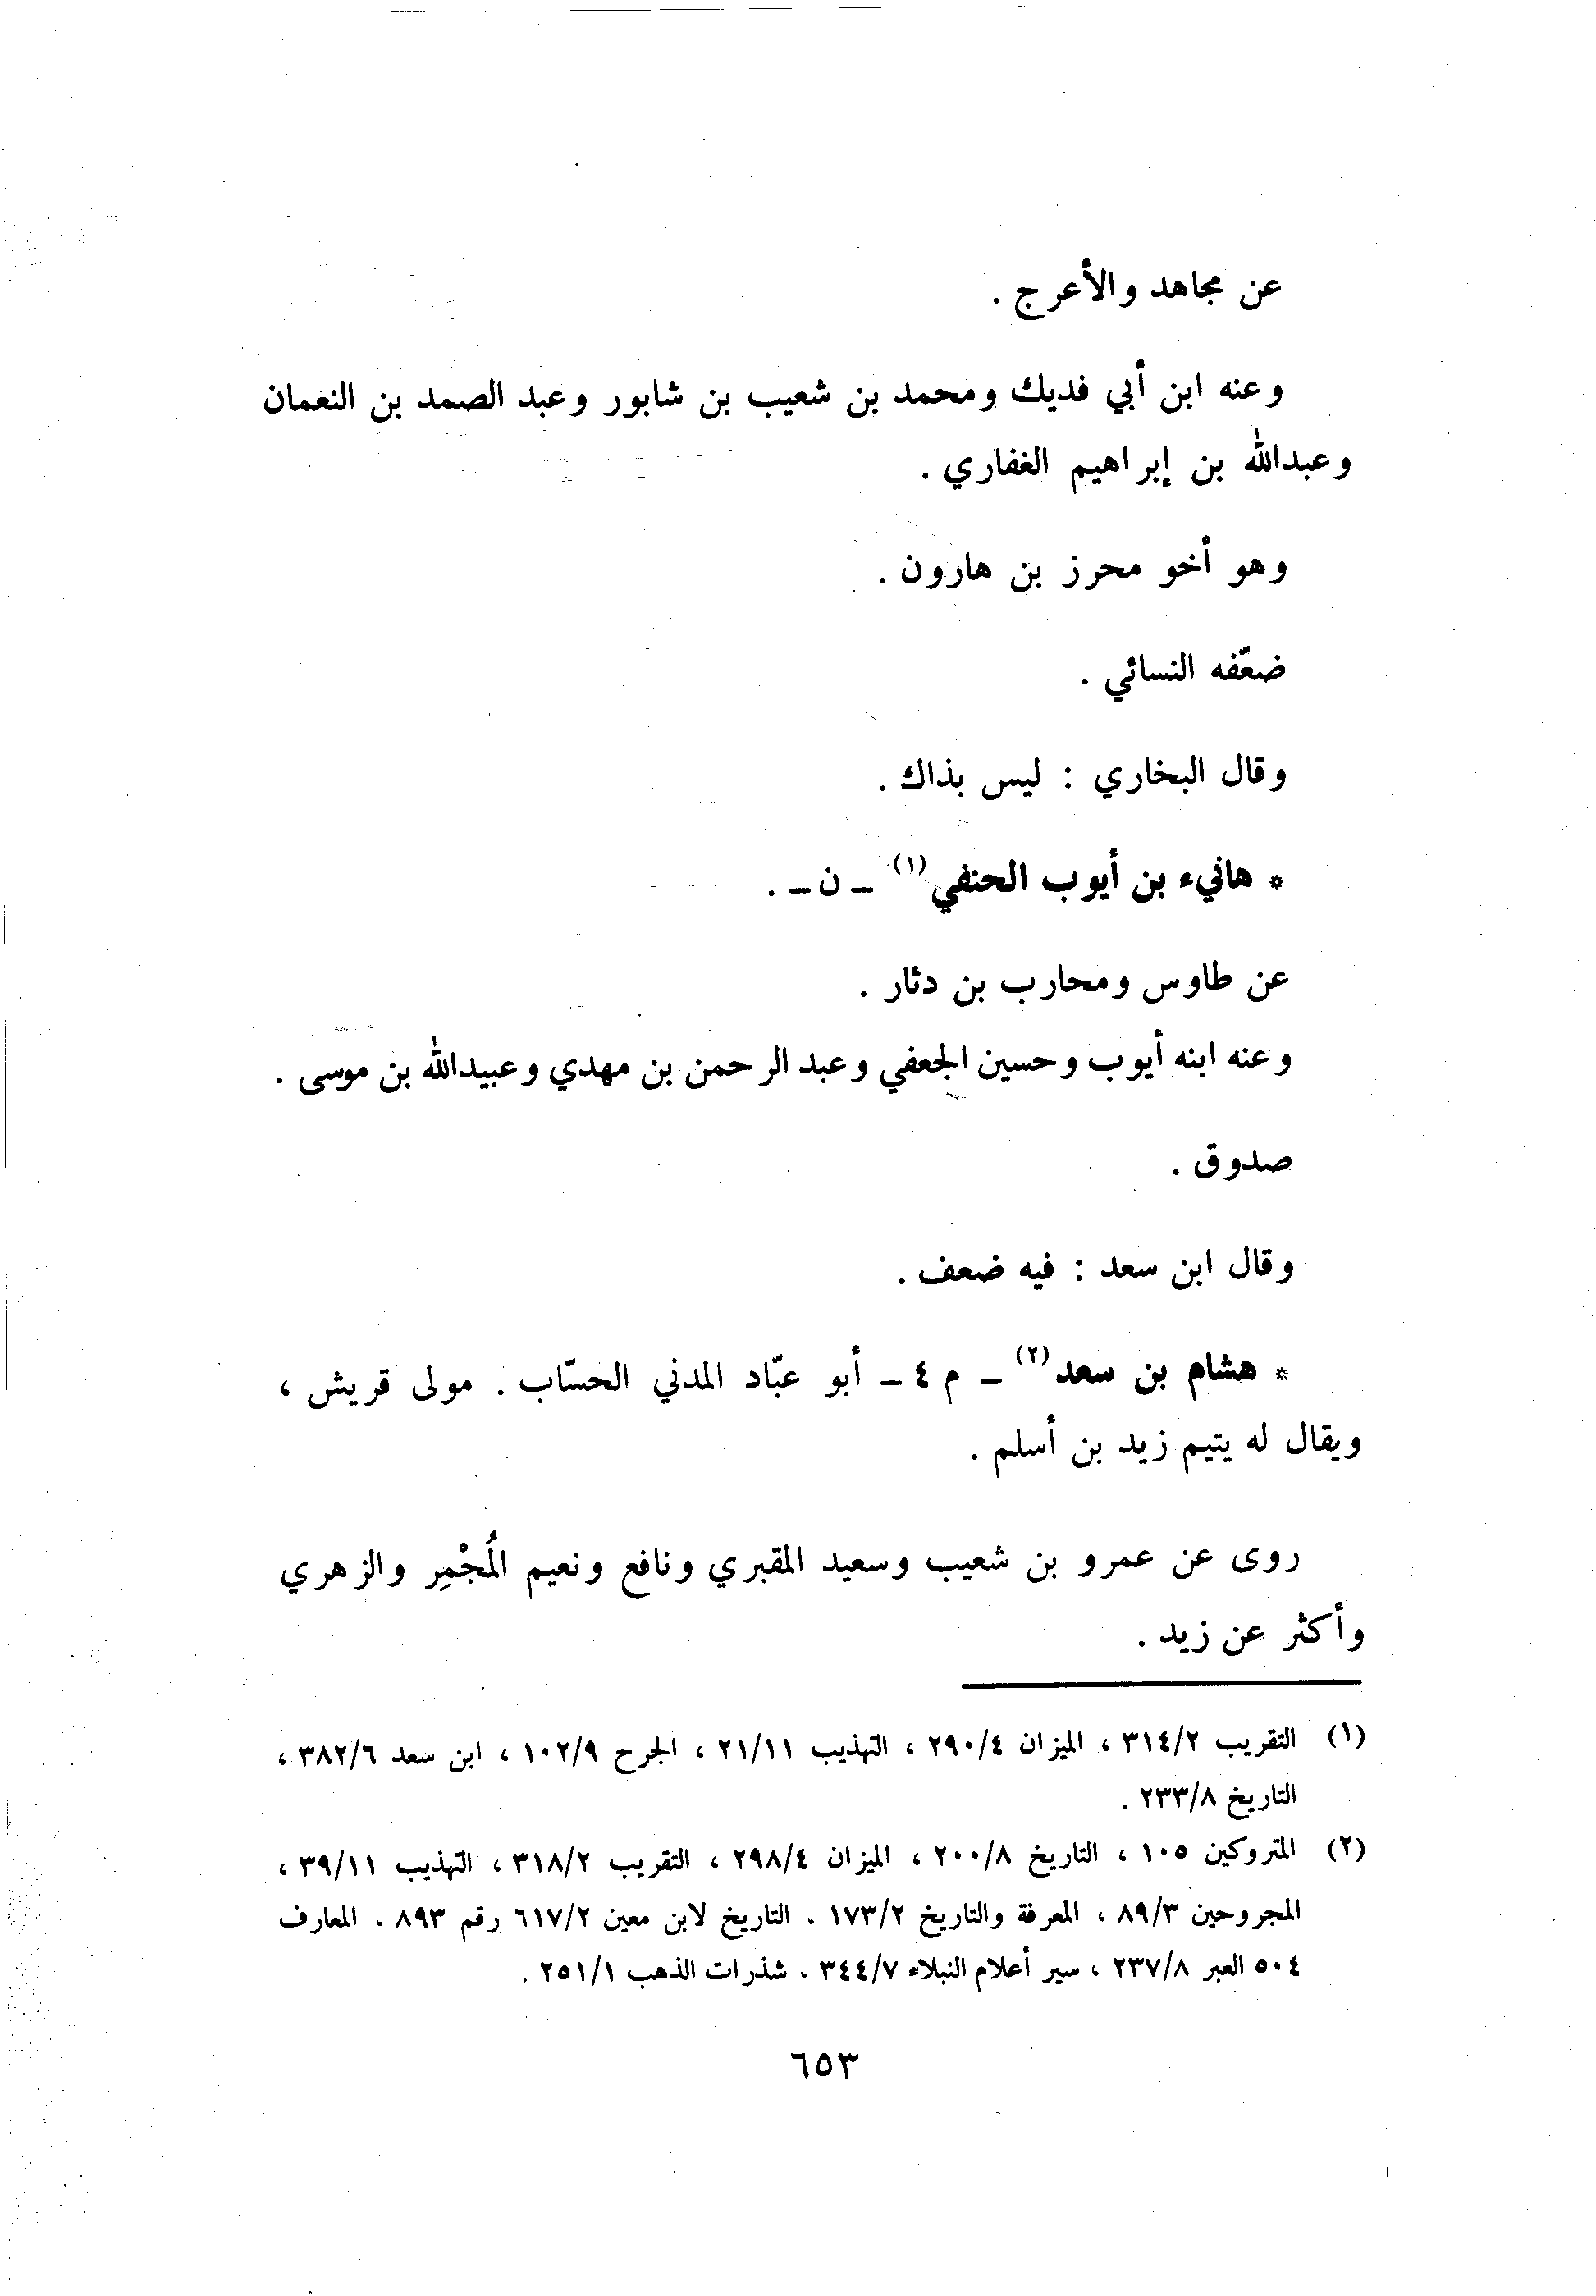 عن مجاهد والأعرج .
وعنه ابن أبي فديك ومحمد بن شعيب بن شابور وعبد الصمد بن النعمان
وعبدالله بن إبراهيم الغفاري .
وهو أخو محرز بن هارون .
ضعّفه النسائي .
وقال البخاري : ليس بذاك .
* هانيء بن أيوب الحنفي(١) ـ ن ـ .
عن طاوس ومحارب بن دثار .
وعنه ابنه أيوب وحسين الجعفي وعبد الرحمن بن مهدي وعبيدالله بن موسى .
صدوق .
وقال ابن سعد : فيه ضعف .
* هشام بن سعد(٢) ـ م ٤ ـ أبو عبّاد المدني الحسّاب . مولى قريش ،
ويقال له يتيم زيد بن أسلم .
روى عن عمرو بن شعيب وسعيد المقبري ونافع ونعيم المُجْمِر والزهري
وأكثر عن زيد .
(١) التقريب ٣١٤/٢ ، الميزان ٢٩٠/٤ ، التهذيب ٢١/١١ ، الجرح ١٠٢/٩ ، ابن سعد ٣٨٢/٦ ،
التاريخ ٢٣٣/٨ .
(٢) المتروكين ١٠٥ ، التاريخ ٢٠٠/٨ ، الميزان ٢٩٨/٤ ، التقريب ٣١٨/٢ ، التهذيب ٣٩/١١ ،
المجروحين ٨٩/٣ ، المعرفة والتاريخ ١٧٣/٢ . التاريخ لابن معين ٦١٧/٢ رقم ٨٩٣ . المعارف
٥٠٤ العبر ٢٣٧/٨ ، سير أعلام النبلاء ٣٤٤/٧ . شذرات الذهب ٢٥١/١ .
٦٥٣